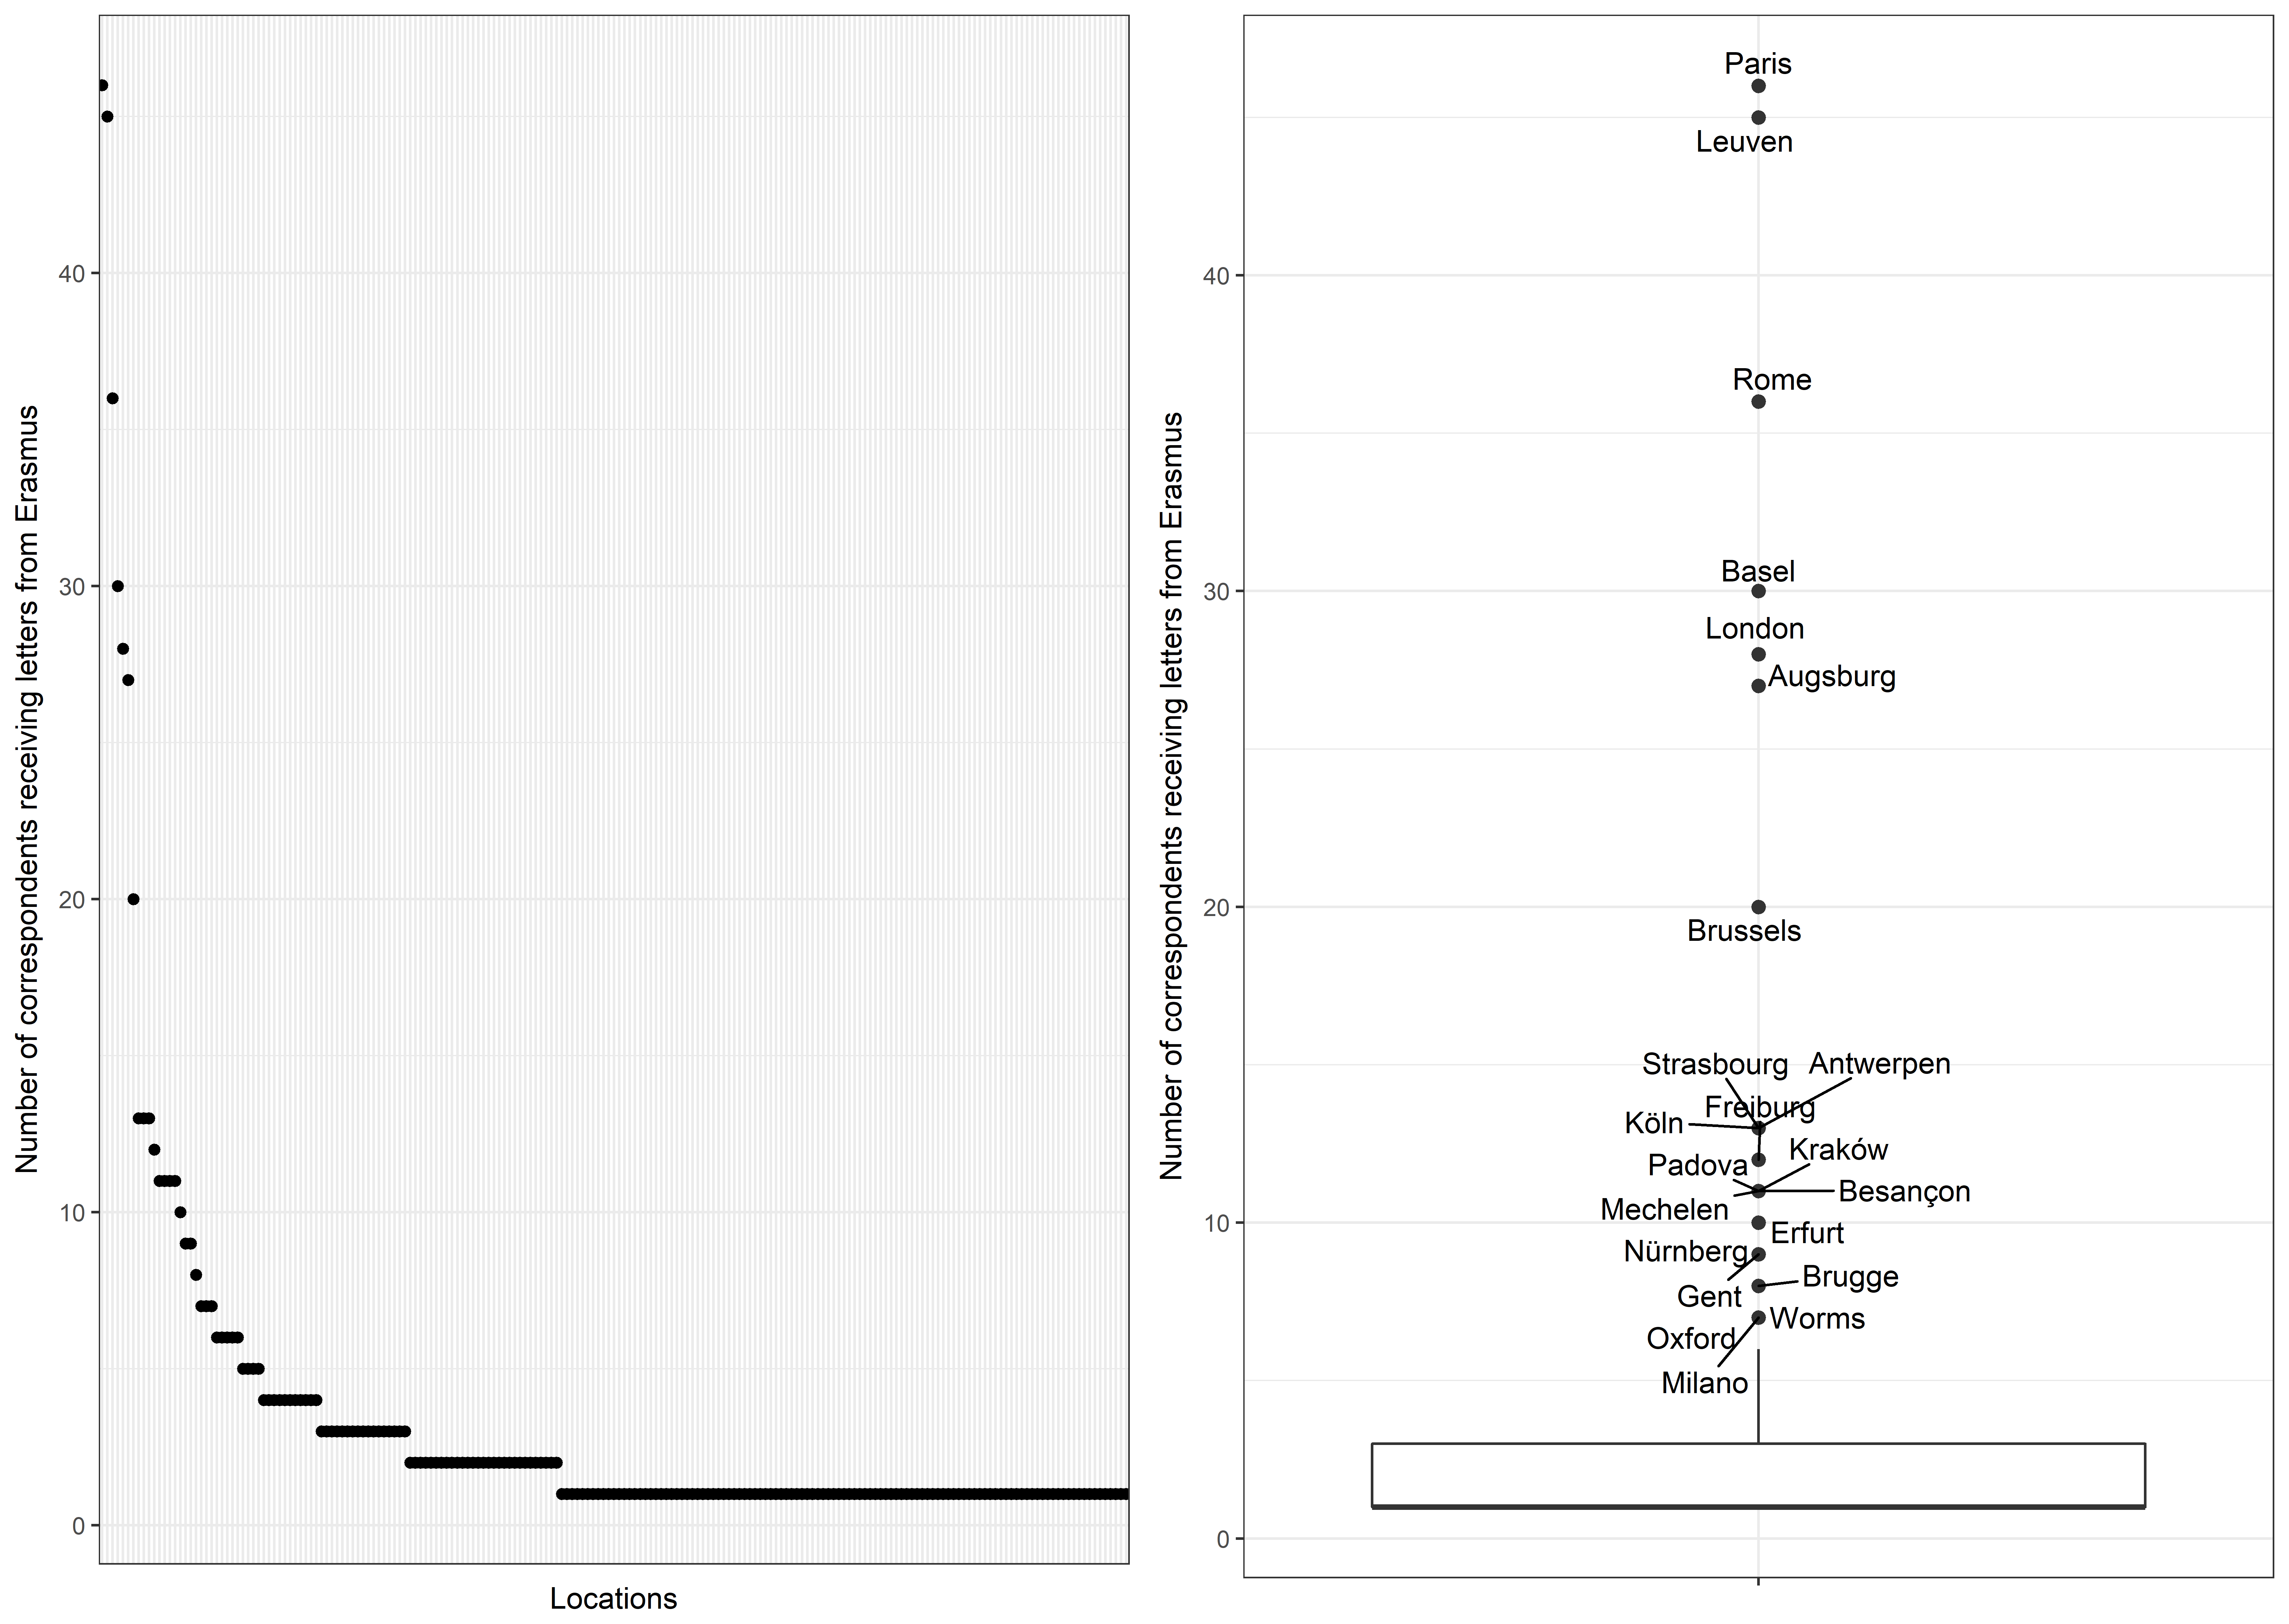 Number of correspondents receiving letters from Erasmus
40
30
20
10
0
Locations
Number of correspondents receiving letters from Erasmus
40
30
20
10
0
Paris
Leuven
Rome
Basel
London
Augsburg
Brussels
Strasbourg
Antwerpen
Freiburg
Köln
Kraków
Padova
Besançon
Mechelen
Erfurt
Nürnberg
Brugge
Gent
Worms
Oxford
Milano